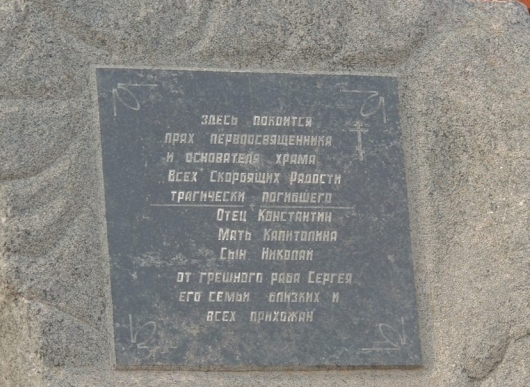 Здесь покоится
прах первоосвященника
и основателя храма
Всех Скорбящих Радости
трагически погибшего
Отец Константин
Мать Капитолина
Сын Николай
от грешного раба Сергея
его семьи близких и
всех прихожан